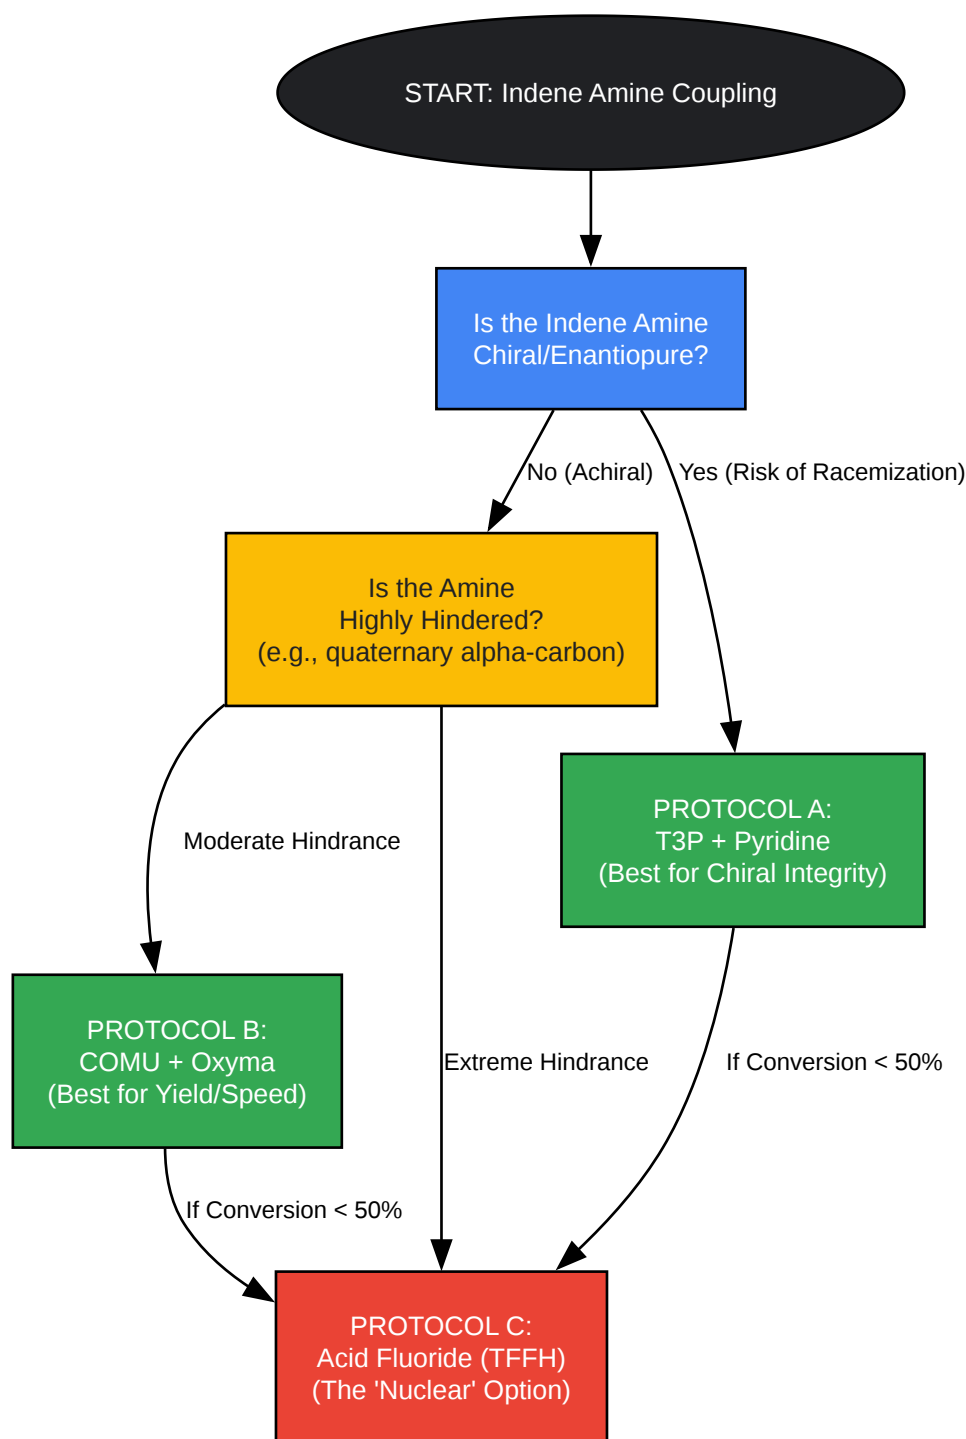 START: Indene Amine Coupling
Is the Indene Amine
Chiral/Enantiopure?
No (Achiral)
Yes (Risk of Racemization)
Is the Amine
Highly Hindered?
(e.g., quaternary alpha-carbon)
PROTOCOL A:
T3P + Pyridine
(Best for Chiral Integrity)
Moderate Hindrance
PROTOCOL B:
COMU + Oxyma
(Best for Yield/Speed)
Extreme Hindrance
If Conversion < 50%
If Conversion < 50%
PROTOCOL C:
Acid Fluoride (TFFH)
(The 'Nuclear' Option)